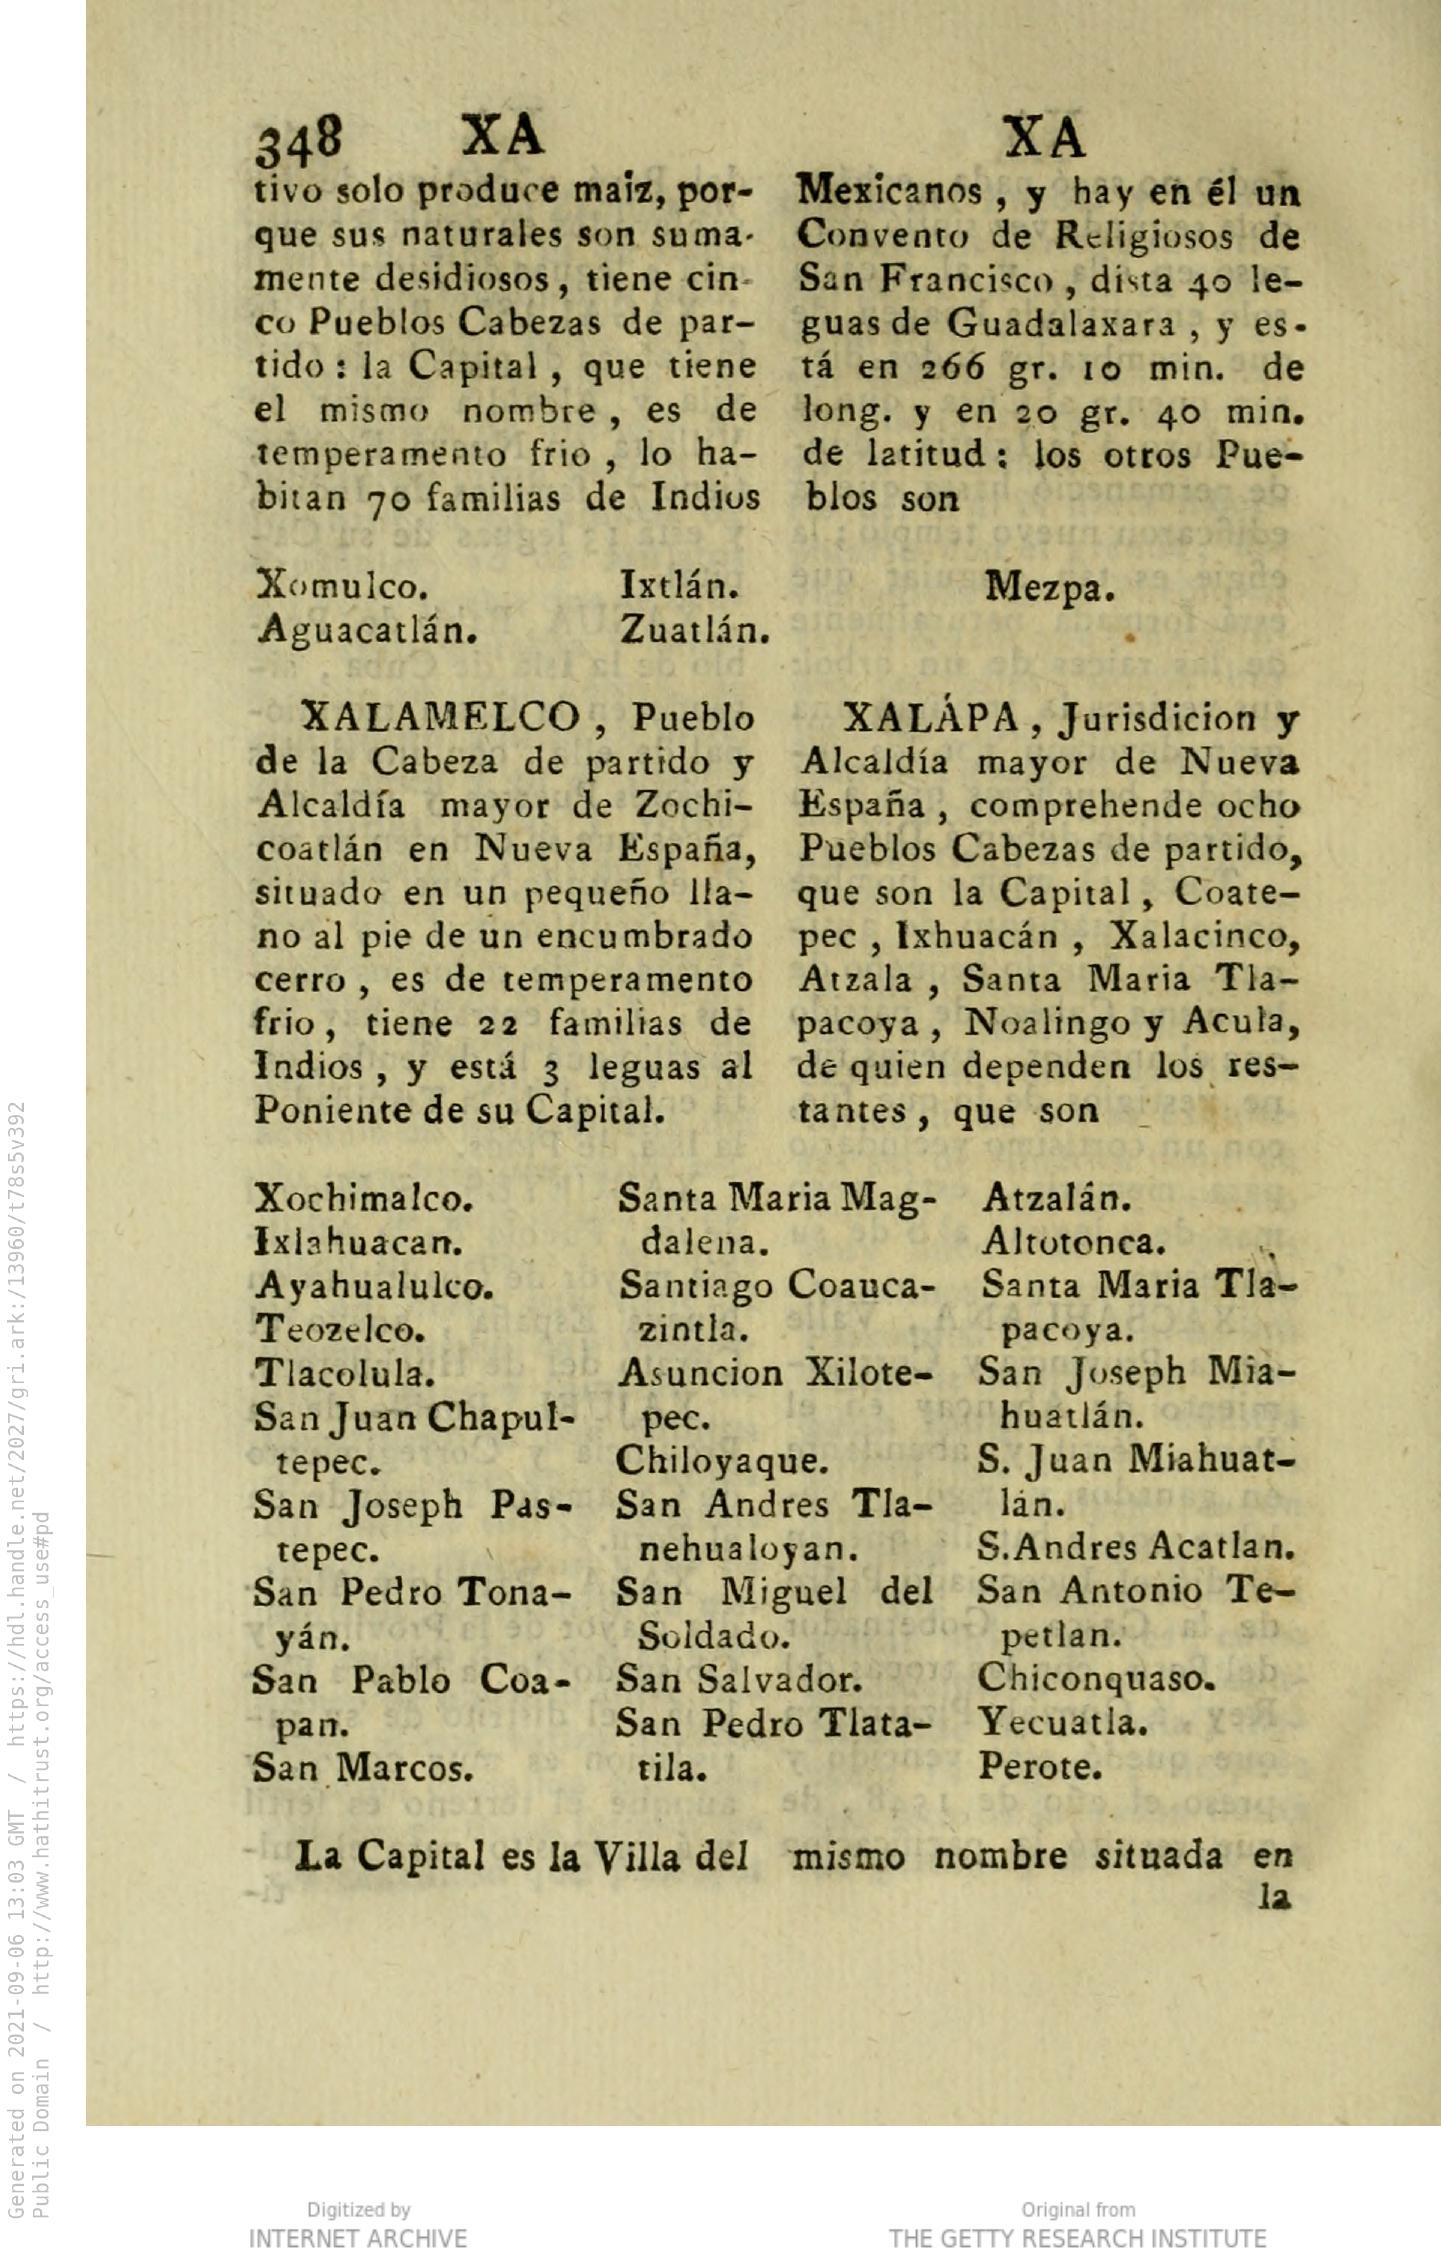 348 XA
tivo solo produce maíz, por-
que sus naturales son suma-
mente desidiosos, tiene cin-
co Pueblos Cabezas de par-
tido : la Capital , que tiene
el mismo nombre , es de
temperamento frio , lo ha-
bitan 70 familias de Indios
XA
Mexicanos , y hay en él un
Convento de Religiosos de
San Francisco , dista 40 le-
guas de Guadalaxara , y es-
tá en 266 gr. 10 min. de
long. y en 20 gr. 40 min.
de latitud : los otros Pue-
blos son
Xomulco.
Aguacatlán.
Ixtlán.
Zuatlán.
Mezpa.
XALAMELCO , Pueblo
de la Cabeza de partido y
Alcaldía mayor de Zochi-
coatlán en Nueva España,
situado en un pequeño lla-
no al pie de un encumbrado
cerro , es de temperamento
frio , tiene 22 familias de
Indios , y está 3 leguas al
Poniente de su Capital.
XALÁPA , Jurisdicion y
Alcaldía mayor de Nueva
España , comprehende ocho
Pueblos Cabezas de partido,
que son la Capital , Coate-
pec , Ixhuacán , Xalacinco,
Atzala , Santa Maria Tla-
pacoya , Noalingo y Acula,
de quien dependen los res-
tantes , que son
Xochimalco.
Ixlahuacan.
Ayahualulco.
Teozelco.
Tlacolula.
San Juan Chapul-
tepec.
San Joseph Pas-
tepec.
San Pedro Tona-
yán.
San Pablo Coa-
pan.
San Marcos.
Santa Maria Mag-
dalena.
Santiago Coauca-
zintla.
Asuncion Xilote-
pec.
Chiloyaque.
San Andres Tla-
nehualoyan.
San Miguel del
Soldado.
San Salvador.
San Pedro Tlata-
tila.
Atzalán.
Altotonca.
Santa Maria Tla-
pacoya.
San Joseph Mia-
huatlán.
S. Juan Miahuat-
lán.
S. Andres Acatlan.
San Antonio Te-
petlan.
Chiconquaso.
Yecuatla.
Perote.
La Capital es la Villa del
mismo nombre situada en
la
Generated on 2021-09-06 13:03 GMT / https://hdl.handle.net/2027/gri.ark:/13960/t78s5v392
Public Domain / http://www.hathitrust.org/access_use#pd
Digitized by
INTERNET ARCHIVE
Original from
THE GETTY RESEARCH INSTITUTE